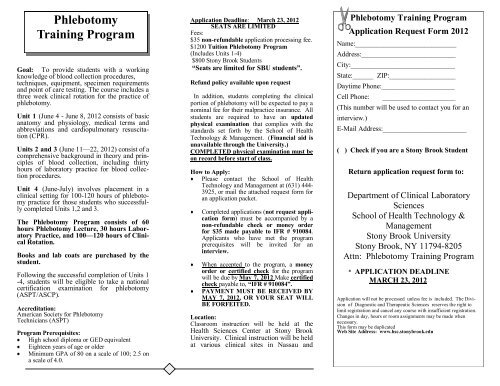 Phlebotomy
Training Program
Goal: To provide students with a working
knowledge of blood collection procedures,
techniques, equipment, specimen requirements
and point of care testing. The course includes a
three week clinical rotation for the practice of
phlebotomy.
Unit 1 (June 4 - June 8, 2012 consists of basic
anatomy and physiology, medical terms and
abbreviations and cardiopulmonary resuscita-
tion (CPR).
Units 2 and 3 (June 11—22, 2012) consist of a
comprehensive background in theory and prin-
ciples of blood collection, including thirty
hours of laboratory practice for blood collec-
tion procedures.
Unit 4 (June-July) involves placement in a
clinical setting for 100-120 hours of phleboto-
my practice for those students who successful-
ly completed Units 1,2 and 3.
The Phlebotomy Program consists of 60
hours Phlebotomy Lecture, 30 hours Labor-
atory Practice, and 100—120 hours of Clini-
cal Rotation.
Books and lab coats are purchased by the
student.
Following the successful completion of Units 1
-4, students will be eligible to take a national
certification examination for phlebotomy
(ASPT/ASCP).
Accreditation:
American Society for Phlebotomy
Technicians (ASPT)
Program Prerequisites:
• High school diploma or GED equivalent
• Eighteen years of age or older
• Minimum GPA of 80 on a scale of 100; 2.5 on
a scale of 4.0.
Application Deadline: March 23, 2012
SEATS ARE LIMITED
Fees:
$35 non-refundable application processing fee.
$1200 Tuition Phlebotomy Program
(Includes Units 1-4)
$800 Stony Brook Students
"Seats are limited for SBU students".
Refund policy available upon request
In addition, students completing the clinical
portion of phlebotomy will be expected to pay a
nominal fee for their malpractice insurance. All
students are required to have an updated
physical examination that complies with the
standards set forth by the School of Health
Technology & Management. (Financial aid is
unavailable through the University.)
COMPLETED physical examination must be
on record before start of class.
How to Apply:
• Please contact the School of Health
Technology and Management at (631) 444-
3925, or mail the attached request form for
an application packet.
• Completed applications (not request appli-
cation form) must be accompanied by a
non-refundable check or money order
for $35 made payable to IFR # 910084.
Applicants who have met the program
prerequisites will be invited for an
interview.
• When accepted to the program, a money
order or certified check for the program
will be due by May 7, 2012 Make certified
check payable to, "IFR # 910084".
• PAYMENT MUST BE RECEIVED BY
MAY 7, 2012, OR YOUR SEAT WILL
BE FORFEITED.
Location:
Classroom instruction will be held at the
Health Sciences Center at Stony Brook
University. Clinical instruction will be held
at various clinical sites in Nassau and
Phlebotomy Training Program
Application Request Form 2012
Name:
Address:
City:
State: ZIP:
Daytime Phone:
Cell Phone:
(This number will be used to contact you for an
interview.)
E-Mail Address:
( ) Check if you are a Stony Brook Student
Return application request form to:
Department of Clinical Laboratory
Sciences
School of Health Technology &
Management
Stony Brook University
Stony Brook, NY 11794-8205
Attn: Phlebotomy Training Program
* APPLICATION DEADLINE
MARCH 23, 2012
Application will not be processed unless fee is included. The Divi-
sion of Diagnostic and Therapeutic Sciences reserves the right to
limit registration and cancel any course with insufficient registration.
Changes in day, hours or room assignments may be made when
necessary.
This form may be duplicated
Web Site Address: www.hsc.stonybrook.edu